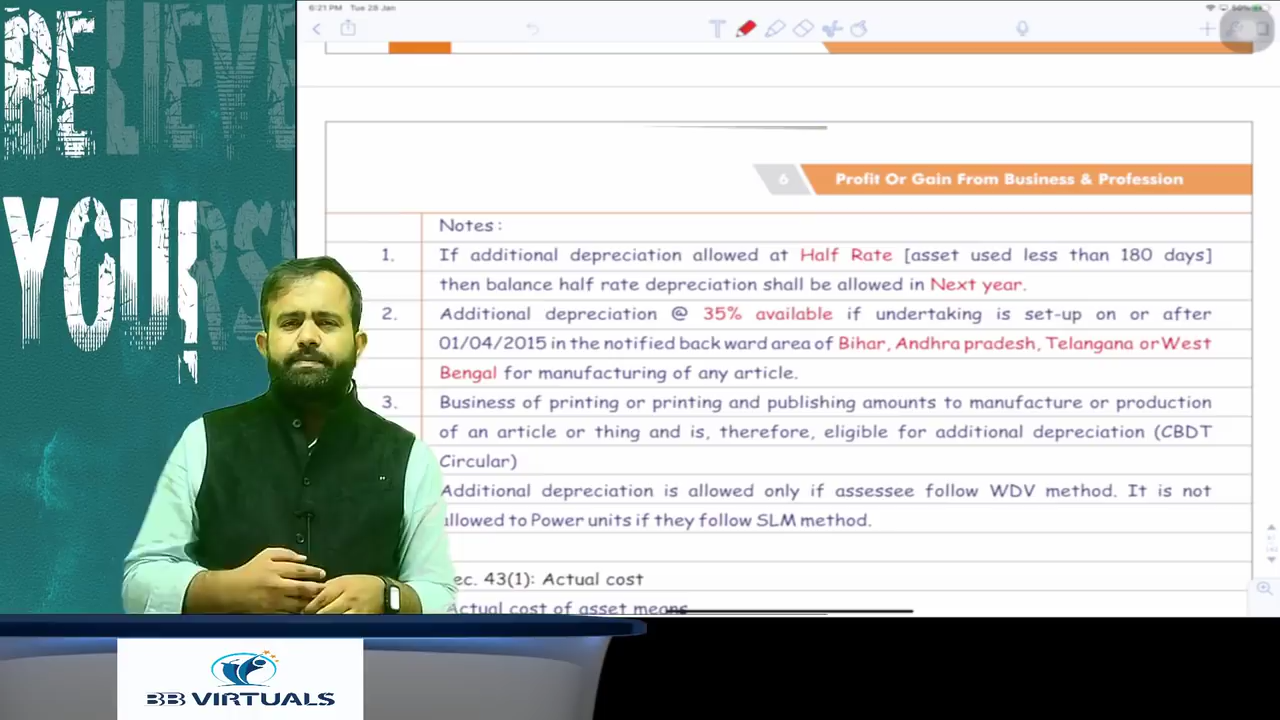 BELIEVE
YOURS
6:21 PM Tue 28 Jan
6 Profit Or Gain From Business & Profession
Notes :
1. If additional depreciation allowed at Half Rate [asset used less than 180 days]
then balance half rate depreciation shall be allowed in Next year.
2. Additional depreciation @ 35% available if undertaking is set-up on or after
01/04/2015 in the notified back ward area of Bihar, Andhra pradesh, Telangana or West
Bengal for manufacturing of any article.
3. Business of printing or printing and publishing amounts to manufacture or production
of an article or thing and is, therefore, eligible for additional depreciation (CBDT
Circular)
Additional depreciation is allowed only if assessee follow WDV method. It is not
allowed to Power units if they follow SLM method.
ec. 43(1): Actual cost
Actual cost of asset means
BB VIRTUALS